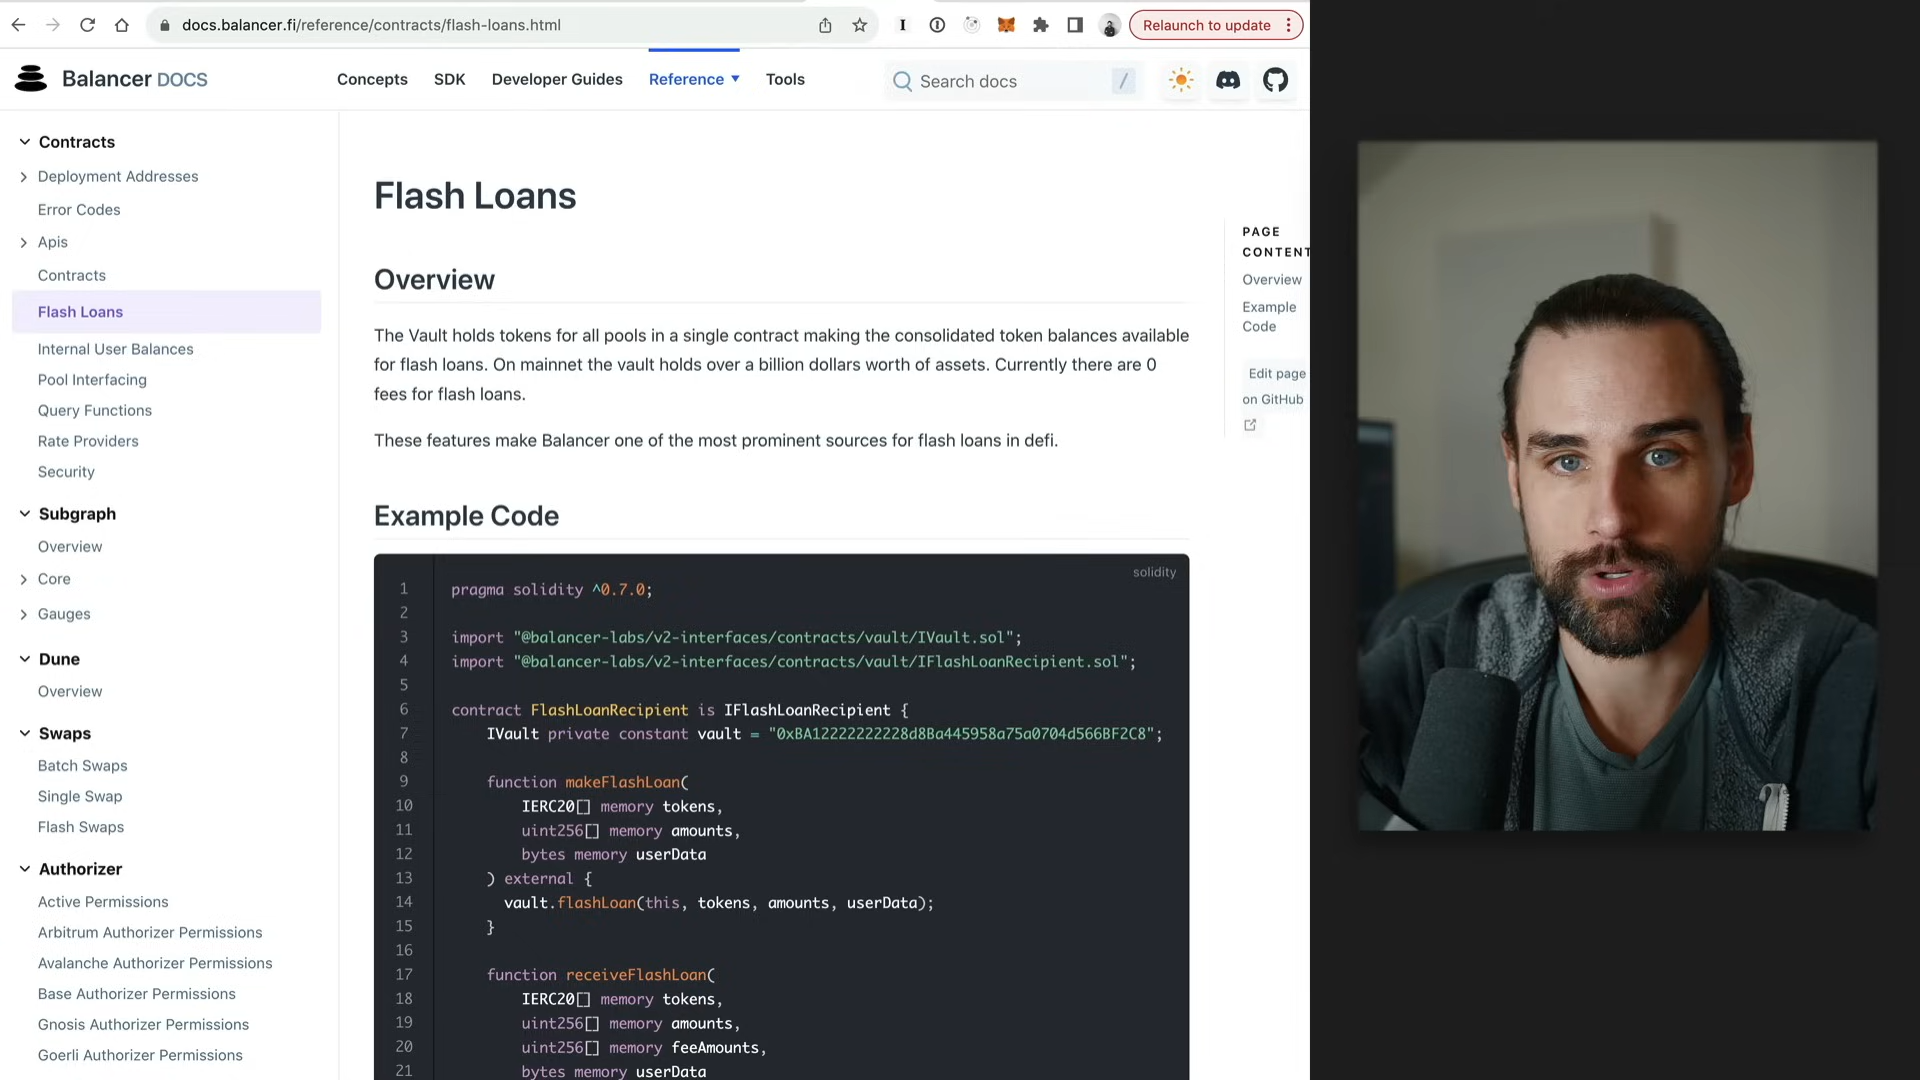 docs.balancer.fi/reference/contracts/flash-loans.html
Relaunch to update
Balancer DOCS
Concepts
SDK
Developer Guides
Reference
Tools
Search docs
/
Contracts
Deployment Addresses
Error Codes
Apis
Contracts
Flash Loans
Internal User Balances
Pool Interfacing
Query Functions
Rate Providers
Security
Subgraph
Overview
Core
Gauges
Dune
Overview
Swaps
Batch Swaps
Single Swap
Flash Swaps
Authorizer
Active Permissions
Arbitrum Authorizer Permissions
Avalanche Authorizer Permissions
Base Authorizer Permissions
Gnosis Authorizer Permissions
Goerli Authorizer Permissions
Flash Loans
Overview
The Vault holds tokens for all pools in a single contract making the consolidated token balances available
for flash loans. On mainnet the vault holds over a billion dollars worth of assets. Currently there are 0
fees for flash loans.
These features make Balancer one of the most prominent sources for flash loans in defi.
Example Code
solidity
1 pragma solidity ^0.7.0;
2
3 import "@balancer-labs/v2-interfaces/contracts/vault/IVault.sol";
4 import "@balancer-labs/v2-interfaces/contracts/vault/IFlashLoanRecipient.sol";
5
6 contract FlashLoanRecipient is IFlashLoanRecipient {
7 IVault private constant vault = "0xBA12222222228d8Ba445958a75a0704d566BF2C8";
8
9 function makeFlashLoan(
10 IERC20[] memory tokens,
11 uint256[] memory amounts,
12 bytes memory userData
13 ) external {
14 vault.flashLoan(this, tokens, amounts, userData);
15 }
16
17 function receiveFlashLoan(
18 IERC20[] memory tokens,
19 uint256[] memory amounts,
20 uint256[] memory feeAmounts,
21 bytes memory userData
PAGE
CONTENT
Overview
Example
Code
Edit page
on GitHub